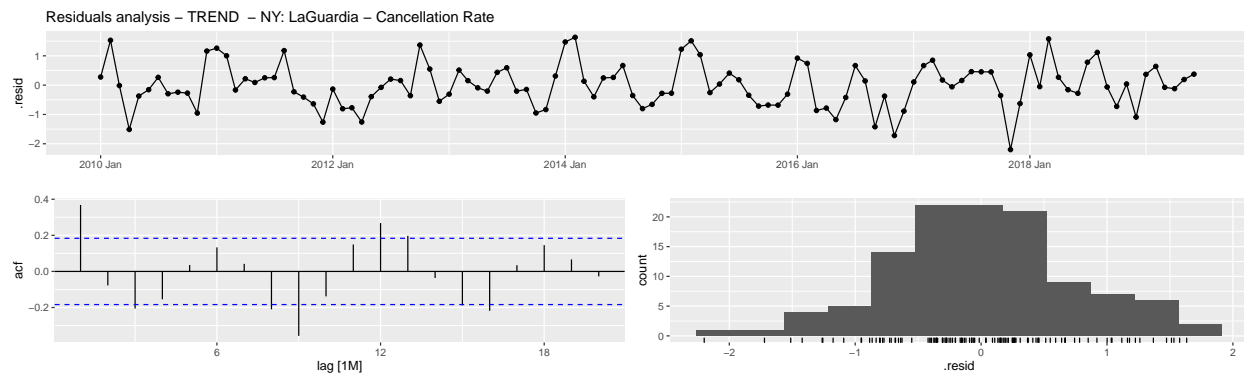 Residuals analysis – TREND – NY: LaGuardia – Cancellation Rate
.resid
1
0
−1
−2
2010 Jan
2012 Jan
2014 Jan
2016 Jan
2018 Jan
acf
0.4
0.2
0.0
−0.2
6
12
18
lag [1M]
count
20
15
10
5
0
−2
−1
0
1
2
.resid